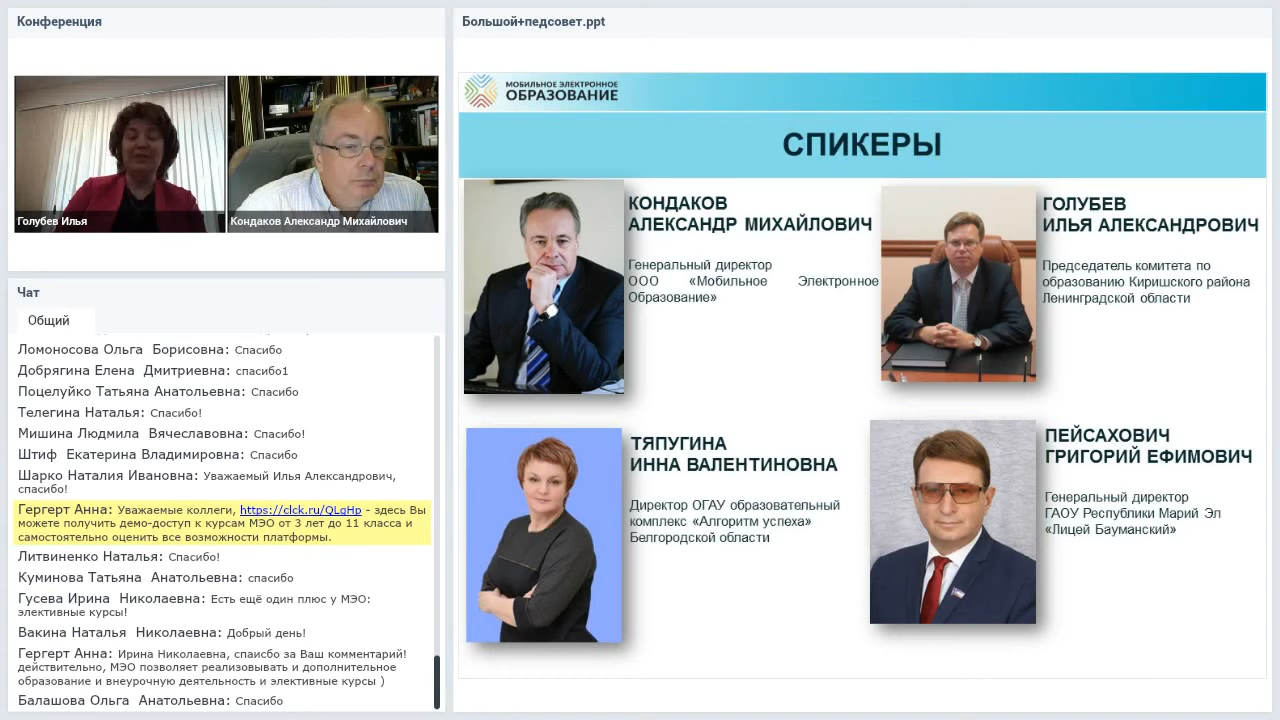 Конференция
Голубев Илья
Кондаков Александр Михайлович
Чат
Общий
Ломоносова Ольга Борисовна: Спасибо
Добрягина Елена Дмитриевна: спасибо1
Поцелуйко Татьяна Анатольевна: Спасибо
Телегина Наталья: Спасибо!
Мишина Людмила Вячеславовна: Спасибо!
Штиф Екатерина Владимировна: Спасибо
Шарко Наталия Ивановна: Уважаемый Илья Александрович,
спасибо!
Гергерт Анна: Уважаемые коллеги, https://clck.ru/QLgHp - здесь Вы
можете получить демо-доступ к курсам МЭО от 3 лет до 11 класса и
самостоятельно оценить все возможности платформы.
Литвиненко Наталья: Спасибо!
Куминова Татьяна Анатольевна: спасибо
Гусева Ирина Николаевна: Есть ещё один плюс у МЭО:
элективные курсы!
Вакина Наталья Николаевна: Добрый день!
Гергерт Анна: Ирина Николаевна, спаисбо за Ваш комментарий!
действительно, МЭО позволяет реализовывать и дополнительное
образование и внеурочную деятельность и элективные курсы )
Балашова Ольга Анатольевна: Спасибо
Большой+педсовет.ppt
МОБИЛЬНОЕ ЭЛЕКТРОННОЕ
ОБРАЗОВАНИЕ
СПИКЕРЫ
КОНДАКОВ
АЛЕКСАНДР МИХАЙЛОВИЧ
Генеральный директор
ООО «Мобильное Электронное
Образование»
ГОЛУБЕВ
ИЛЬЯ АЛЕКСАНДРОВИЧ
Председатель комитета по
образованию Киришского района
Ленинградской области
ТЯПУГИНА
ИННА ВАЛЕНТИНОВНА
Директор ОГАУ образовательный
комплекс «Алгоритм успеха»
Белгородской области
ПЕЙСАХОВИЧ
ГРИГОРИЙ ЕФИМОВИЧ
Генеральный директор
ГАОУ Республики Марий Эл
«Лицей Бауманский»